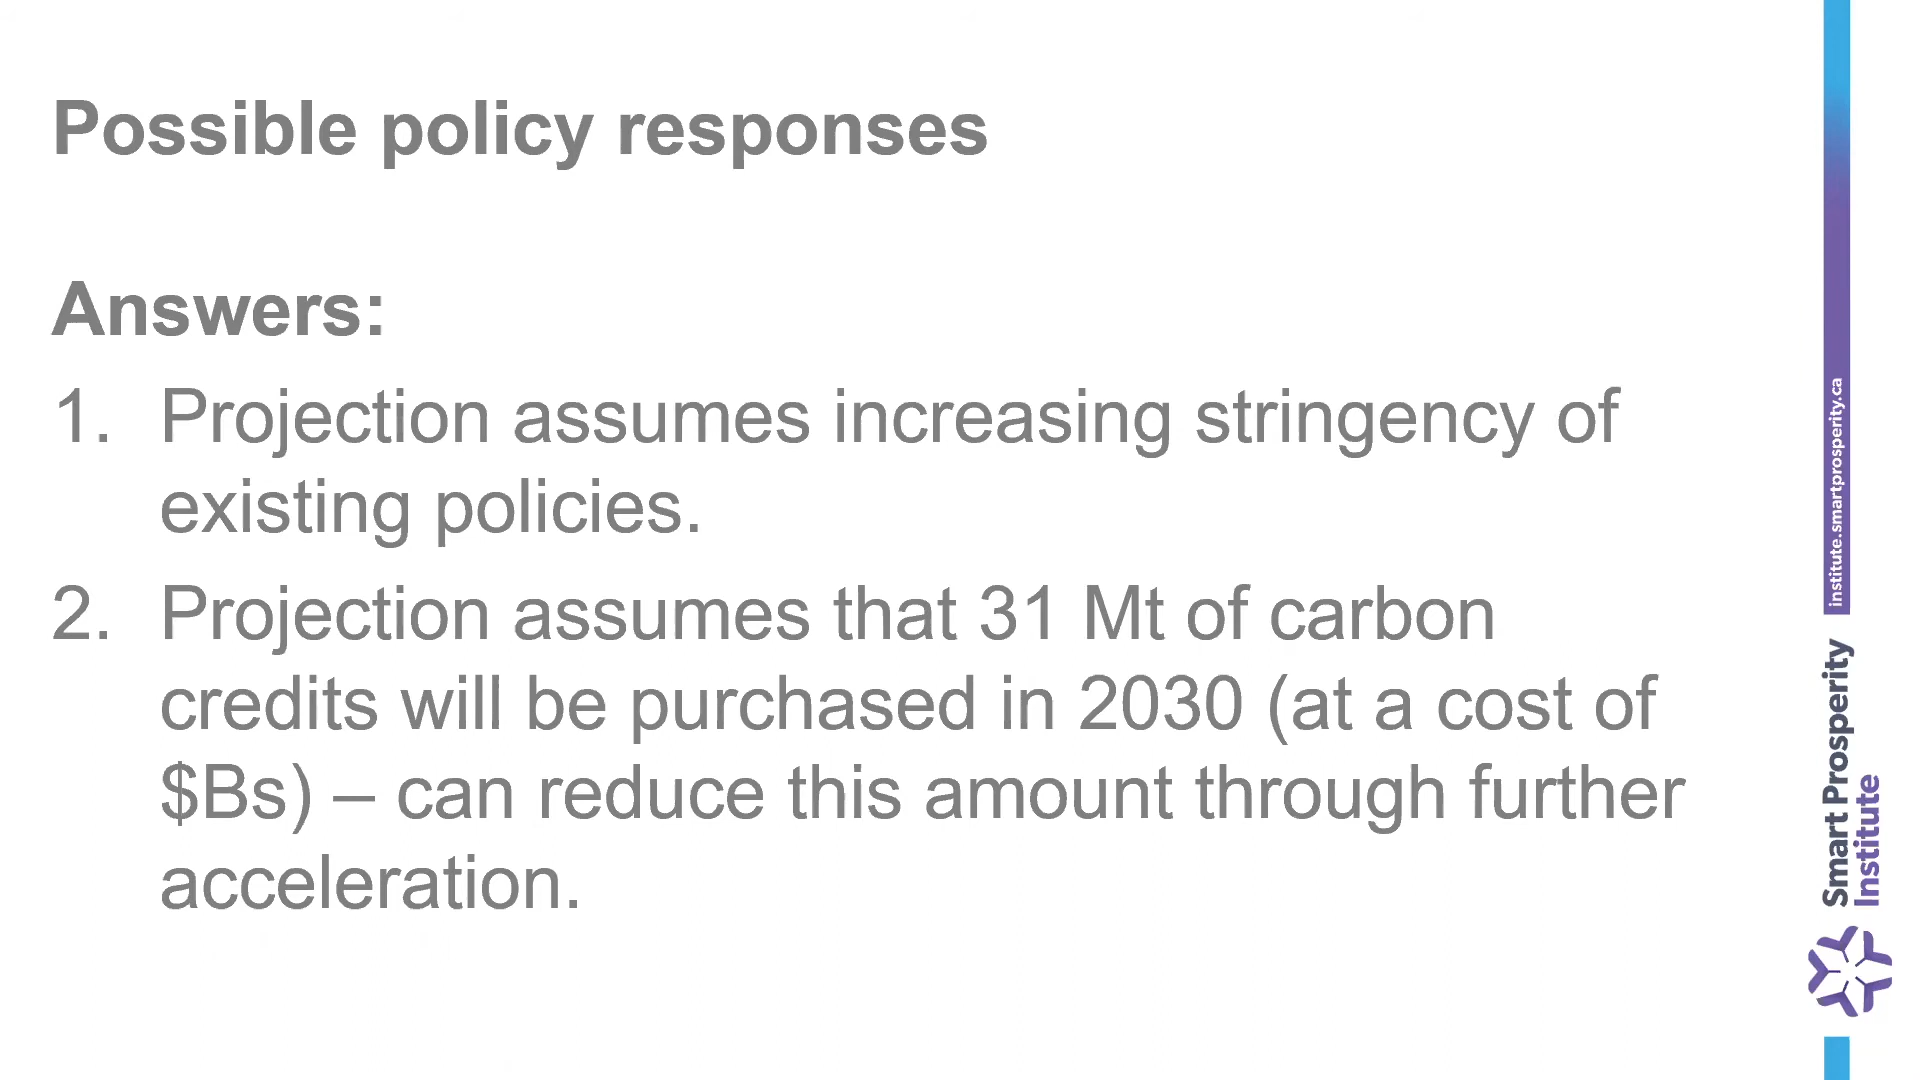 Possible policy responses
Answers:
1. Projection assumes increasing stringency of
existing policies.
2. Projection assumes that 31 Mt of carbon
credits will be purchased in 2030 (at a cost of
$Bs) – can reduce this amount through further
acceleration.
institute.smartprosperity.ca
Smart Prosperity
Institute